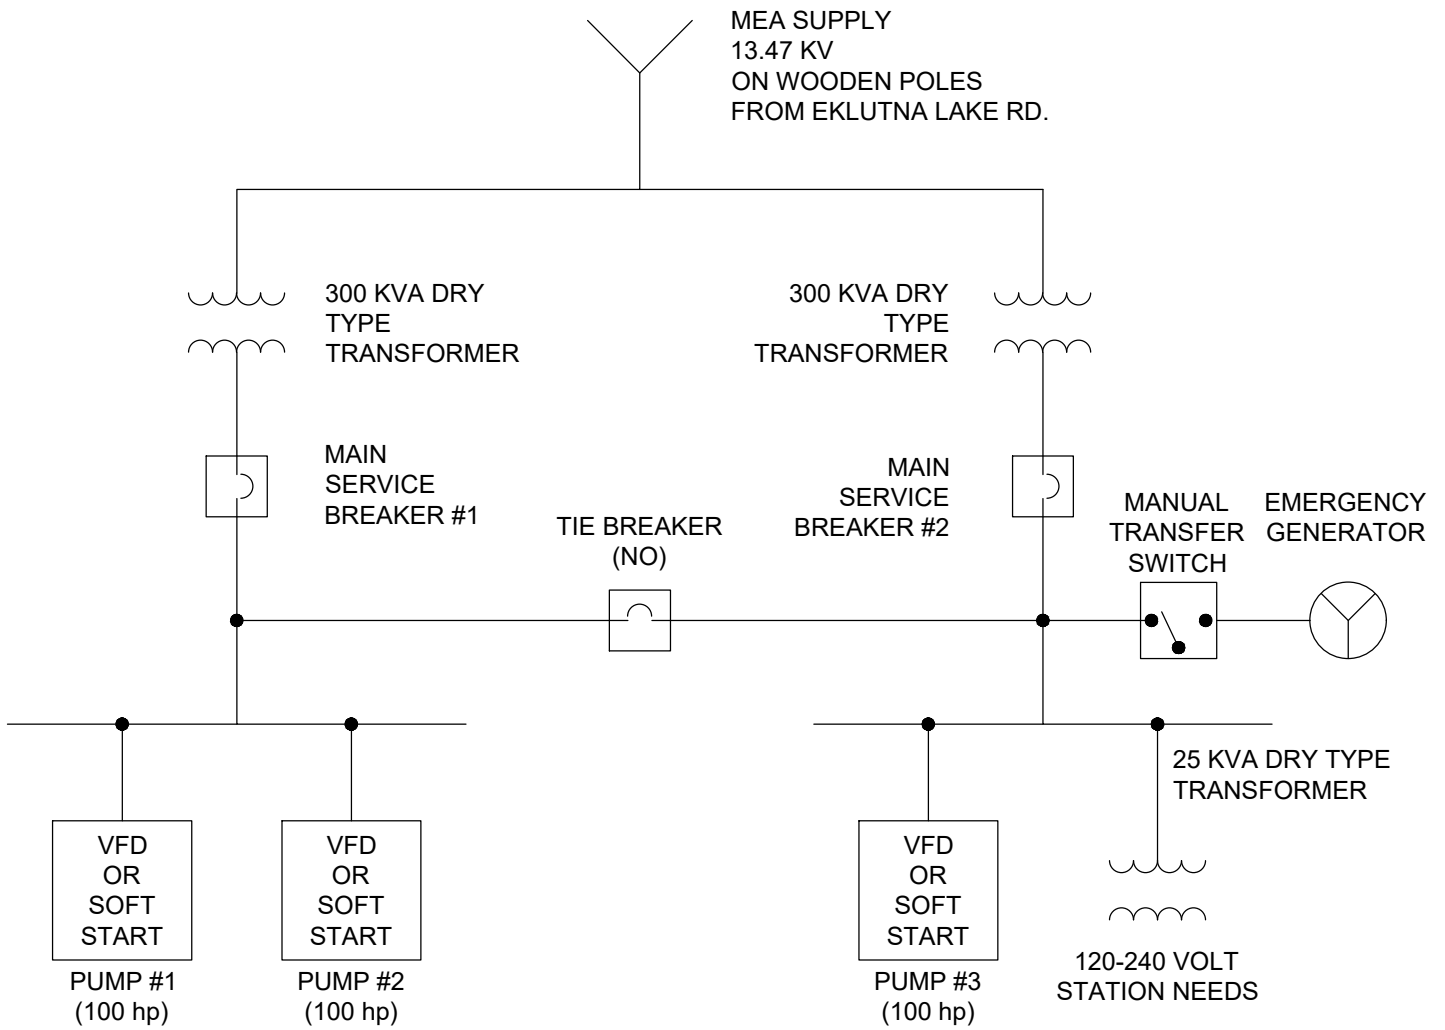 MEA SUPPLY
13.47 KV
ON WOODEN POLES
FROM EKLUTNA LAKE RD.
300 KVA DRY
TYPE
TRANSFORMER
300 KVA DRY
TYPE
TRANSFORMER
MAIN
SERVICE
BREAKER #1
TIE BREAKER
(NO)
MAIN
SERVICE
BREAKER #2
MANUAL
TRANSFER
SWITCH
EMERGENCY
GENERATOR
VFD
OR
SOFT
START
PUMP #1
(100 hp)
VFD
OR
SOFT
START
PUMP #2
(100 hp)
VFD
OR
SOFT
START
PUMP #3
(100 hp)
25 KVA DRY TYPE
TRANSFORMER
120-240 VOLT
STATION NEEDS